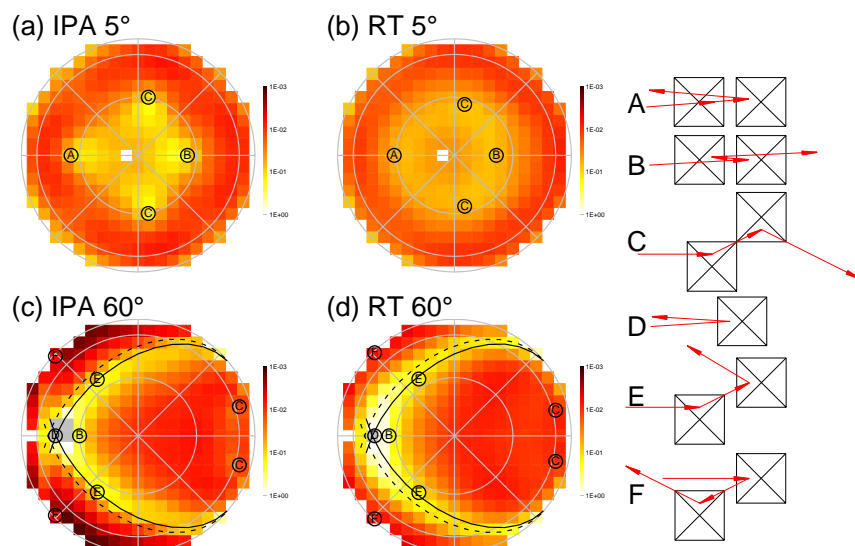 (a) IPA 5°
(b) RT 5°
1E-03
1E-02
1E-01
1E+00
C
A
B
C
1E-03
1E-02
1E-01
1E+00
C
A
B
C
A
B
C
D
E
F
(c) IPA 60°
(d) RT 60°
1E-03
1E-02
1E-01
1E+00
F
E
C
D
B
C
E
F
1E-03
1E-02
1E-01
1E+00
F
E
C
D
B
C
E
F